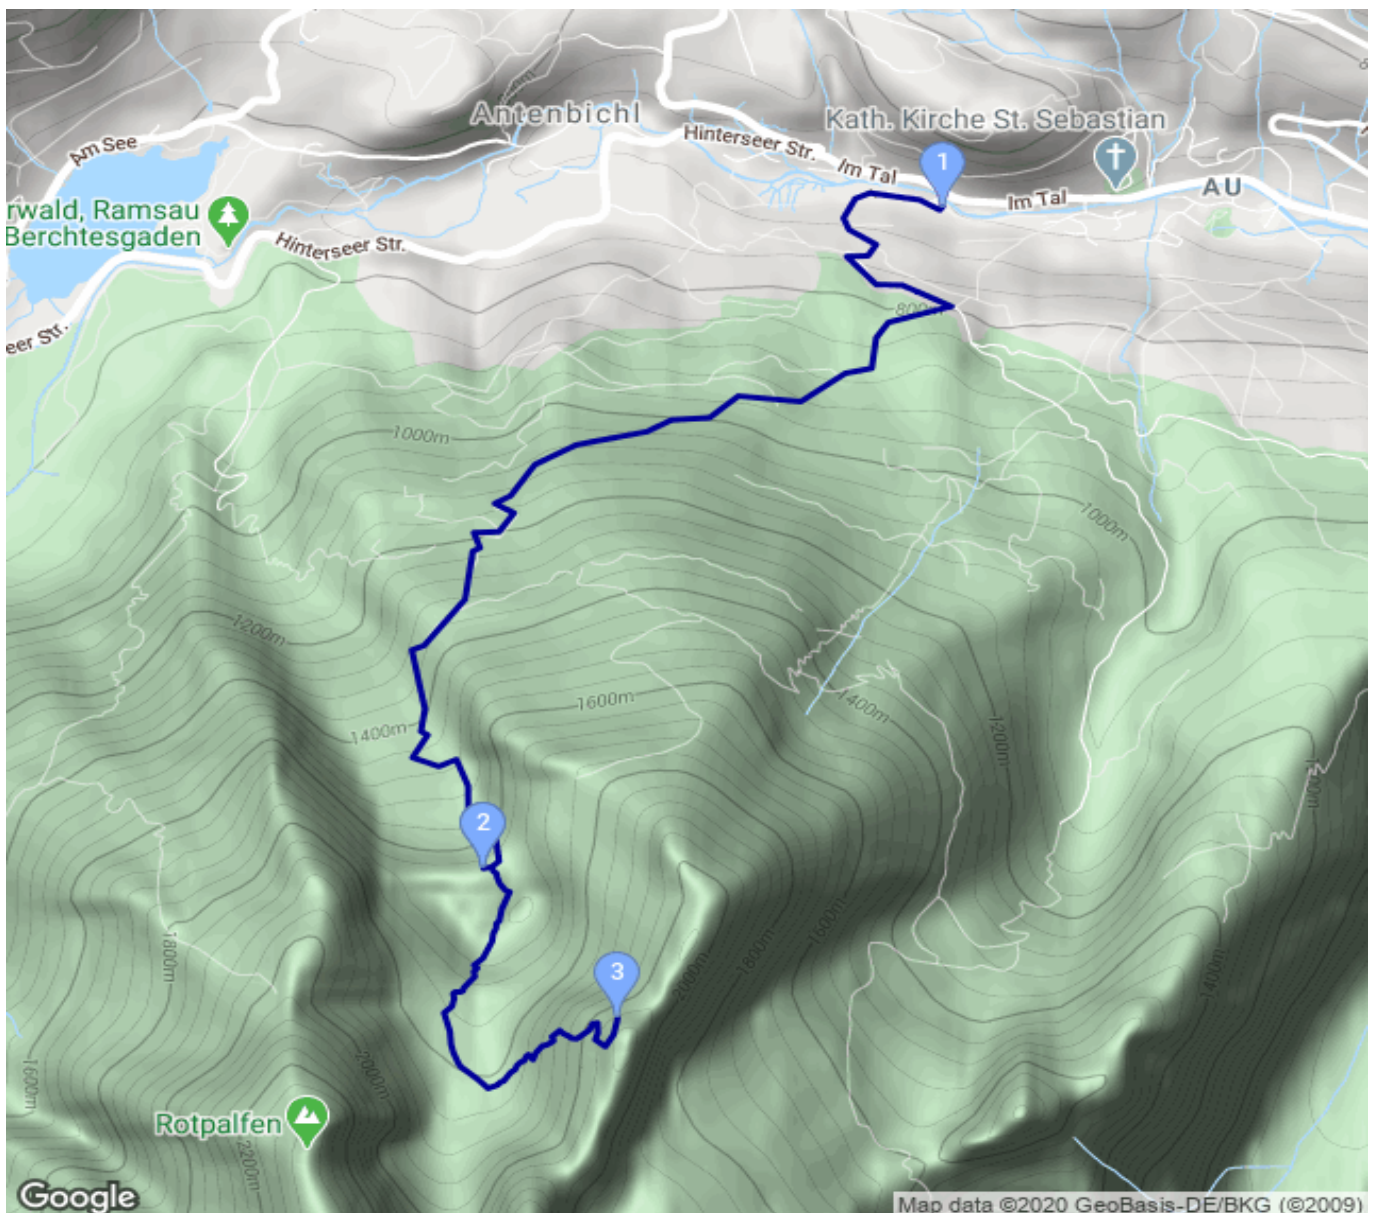 Am See
Antenbichl
Hinterseer Str.
Kath. Kirche St. Sebastian
1
Im Tal
Im Tal
AU
rwald, Ramsau
Berchtesgaden
Hinterseer Str.
eer Str.
800m
1000m
1000m
1200m
1600m
1400m
1400m
1200m
2
3
1800m
2000m
1800m
1600m
1400m
1600m
2000m
Rotpalfen
2200m
Google
Map data ©2020 GeoBasis-DE/BKG (©2009)